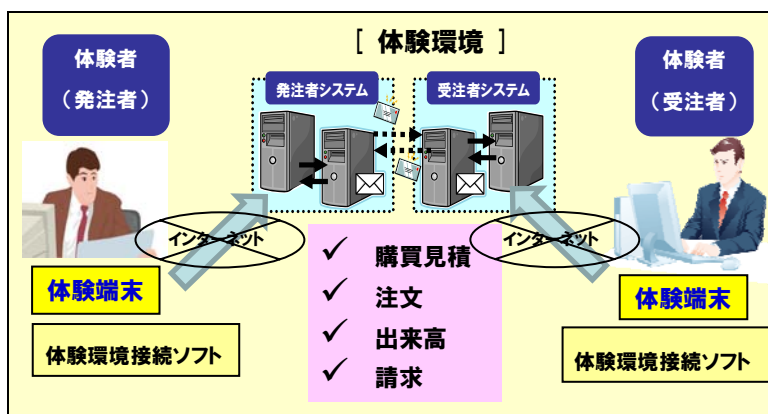 [ 体験環境 ]
体験者
（発注者）
発注者システム
受注者システム
体験者
（受注者）
インターネット
インターネット
✓ 購買見積
✓ 注文
✓ 出来高
✓ 請求
体験端末
体験環境接続ソフト
体験端末
体験環境接続ソフト